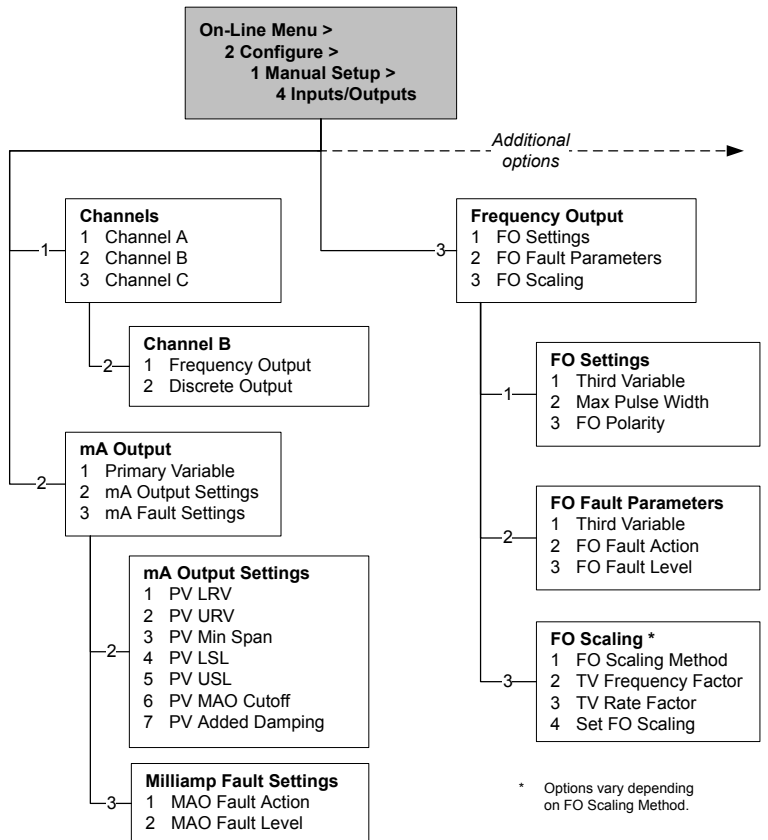 On-Line Menu >
2 Configure >
1 Manual Setup >
4 Inputs/Outputs
Additional
options
1
Channels
1 Channel A
2 Channel B
3 Channel C
2
Channel B
1 Frequency Output
2 Discrete Output
2
mA Output
1 Primary Variable
2 mA Output Settings
3 mA Fault Settings
2
mA Output Settings
1 PV LRV
2 PV URV
3 PV Min Span
4 PV LSL
5 PV USL
6 PV MAO Cutoff
7 PV Added Damping
3
Milliamp Fault Settings
1 MAO Fault Action
2 MAO Fault Level
3
Frequency Output
1 FO Settings
2 FO Fault Parameters
3 FO Scaling
1
FO Settings
1 Third Variable
2 Max Pulse Width
3 FO Polarity
2
FO Fault Parameters
1 Third Variable
2 FO Fault Action
3 FO Fault Level
3
FO Scaling *
1 FO Scaling Method
2 TV Frequency Factor
3 TV Rate Factor
4 Set FO Scaling
* Options vary depending
on FO Scaling Method.